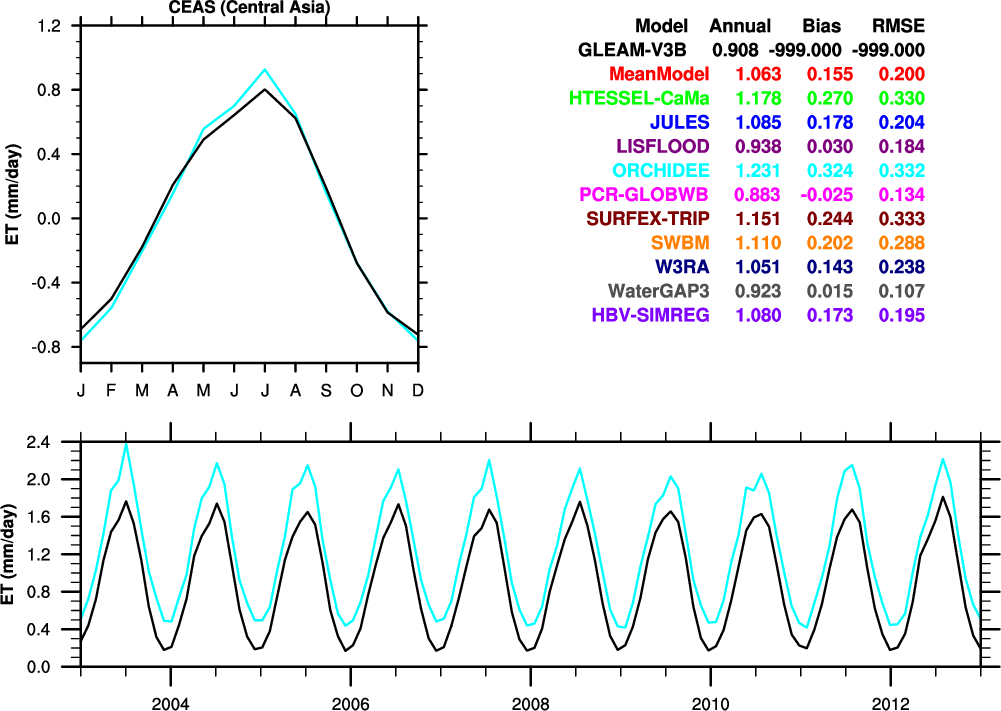 CEAS (Central Asia)
ET (mm/day)
1.2
0.8
0.4
0.0
-0.4
-0.8
J F M A M J J A S O N D
Model Annual Bias RMSE
GLEAM-V3B 0.908 -999.000 -999.000
MeanModel 1.063 0.155 0.200
HTESSEL-CaMa 1.178 0.270 0.330
JULES 1.085 0.178 0.204
LISFLOOD 0.938 0.030 0.184
ORCHIDEE 1.231 0.324 0.332
PCR-GLOBWB 0.883 -0.025 0.134
SURFEX-TRIP 1.151 0.244 0.333
SWBM 1.110 0.202 0.288
W3RA 1.051 0.143 0.238
WaterGAP3 0.923 0.015 0.107
HBV-SIMREG 1.080 0.173 0.195
ET (mm/day)
2.4
2.0
1.6
1.2
0.8
0.4
0.0
2004 2006 2008 2010 2012